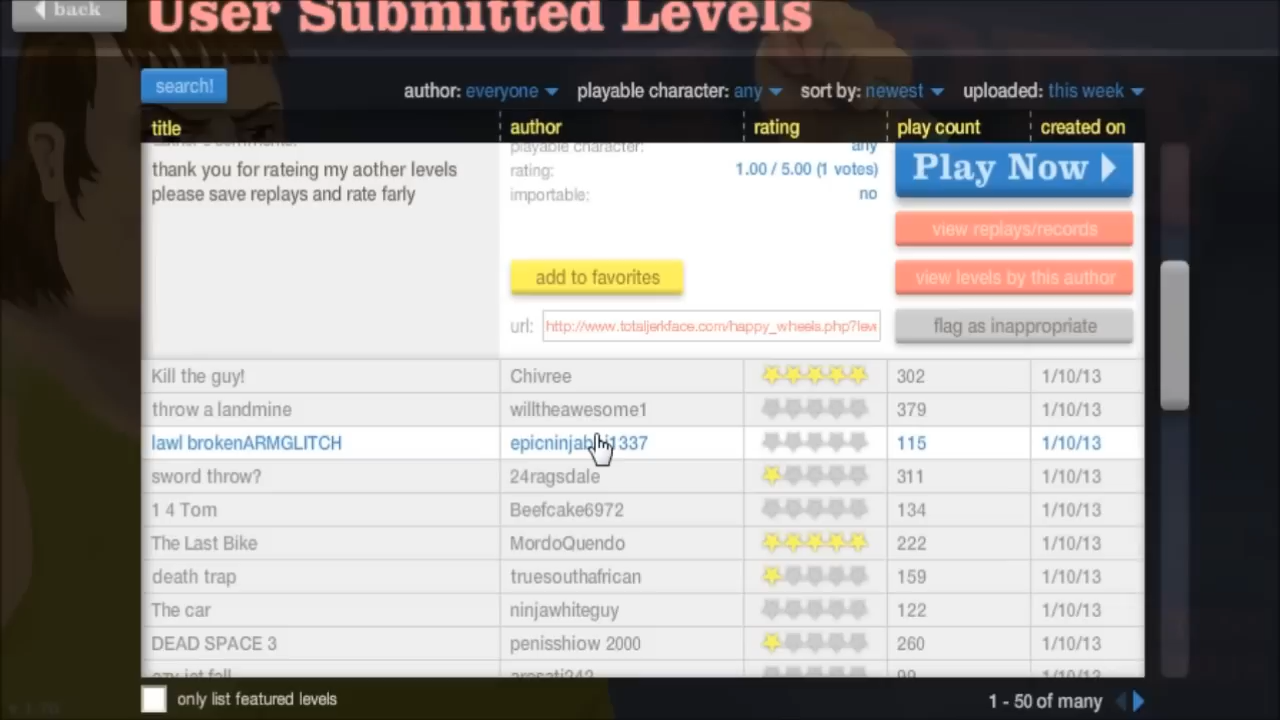 back
User Submitted Levels
search!
author: everyone playable character: any sort by: newest uploaded: this week
title author rating play count created on
playable character: any
thank you for rateing my aother levels
please save replays and rate farly
rating: 1.00 / 5.00 (1 votes)
importable: no
Play Now
view replays/records
add to favorites
view levels by this author
url: http://www.totaljerkface.com/happy_wheels.php?leve
flag as inappropriate
Kill the guy! Chivree 302 1/10/13
throw a landmine willtheawesome1 379 1/10/13
lawl brokenARMGLITCH 115 1/10/13
sword throw? 24ragsdale 311 1/10/13
1 4 Tom Beefcake6972 134 1/10/13
The Last Bike MordoQuendo 222 1/10/13
death trap truesouthafrican 159 1/10/13
The car ninjawhiteguy 122 1/10/13
DEAD SPACE 3 penisshiow 2000 260 1/10/13
only list featured levels
1 - 50 of many